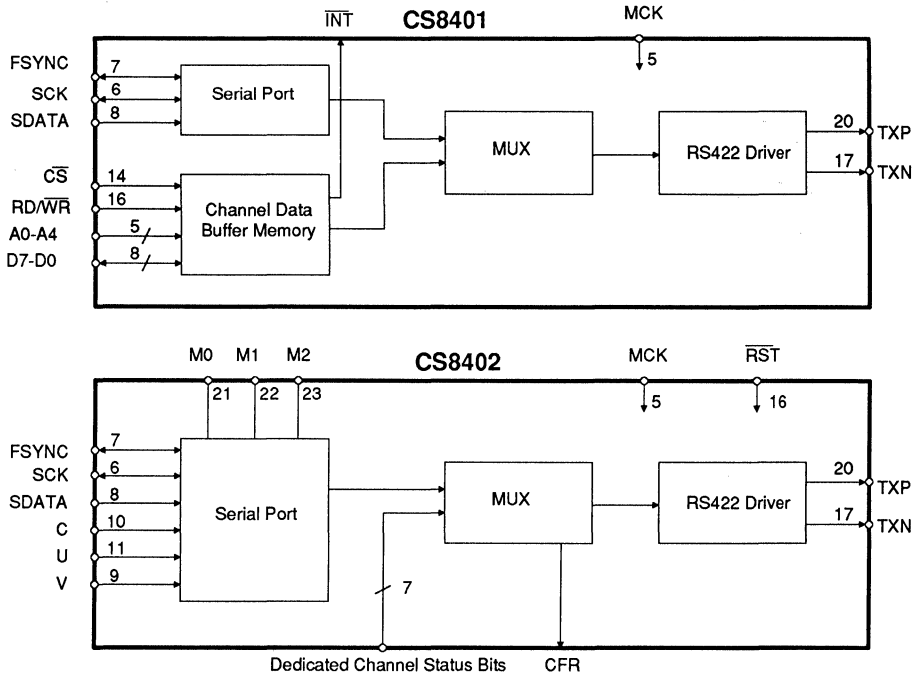 INT CS8401 MCK
FSYNC 7 5
SCK 6 Serial Port
SDATA 8
20 TXP
MUX RS422 Driver
17 TXN
CS 14
RD/WR 16 Channel Data
A0-A4 5 Buffer Memory
D7-D0 8
M0 M1 M2 CS8402 MCK RST
21 22 23 5 16
FSYNC 7
SCK 6 20
SDATA 8 MUX RS422 Driver TXP
Serial Port
C 10 17 TXN
U 11
V 9
7
Dedicated Channel Status Bits CFR